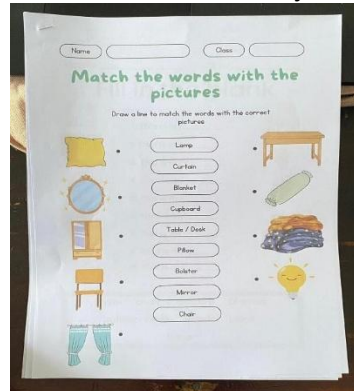 Name
Class
Match the words with the
pictures
Draw a line to match the words with the correct
pictures
Lamp
Curtain
Blanket
Cupboard
Table / Desk
Pillow
Bolster
Mirror
Chair